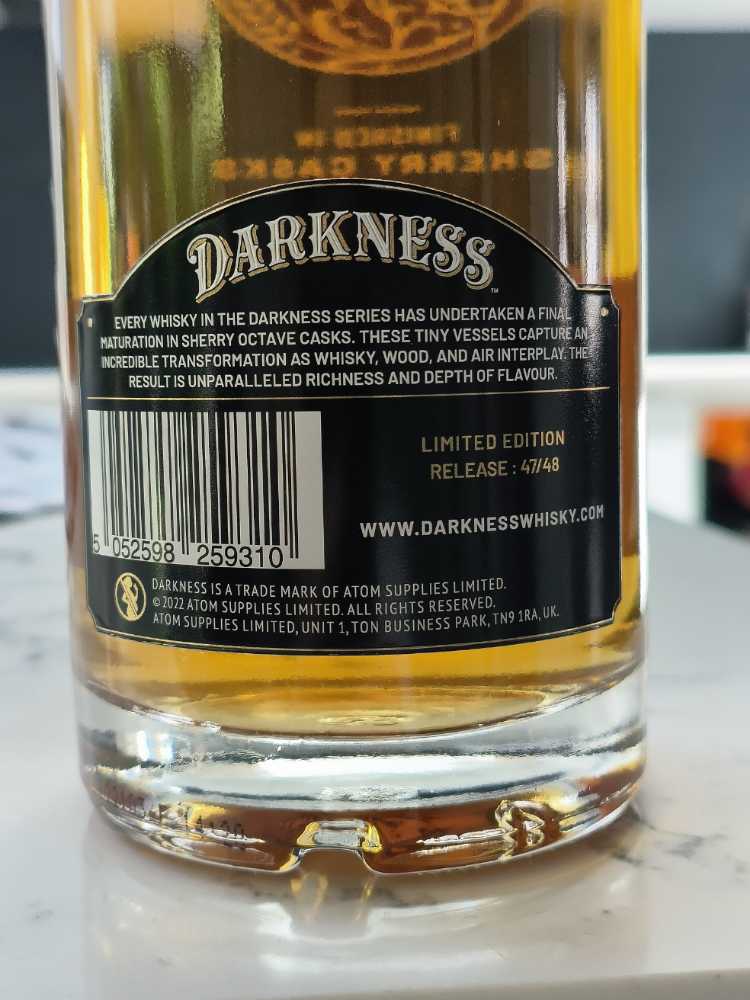 FINISHED IN
SHERRY CASKS
DARKNESS
™
EVERY WHISKY IN THE DARKNESS SERIES HAS UNDERTAKEN A FINAL
MATURATION IN SHERRY OCTAVE CASKS. THESE TINY VESSELS CAPTURE AN
INCREDIBLE TRANSFORMATION AS WHISKY, WOOD, AND AIR INTERPLAY. THE
RESULT IS UNPARALLELED RICHNESS AND DEPTH OF FLAVOUR.
LIMITED EDITION
RELEASE : 47/48
WWW.DARKNESSWHISKY.COM
5 052598 259310
DARKNESS IS A TRADE MARK OF ATOM SUPPLIES LIMITED.
© 2022 ATOM SUPPLIES LIMITED. ALL RIGHTS RESERVED.
ATOM SUPPLIES LIMITED, UNIT 1, TON BUSINESS PARK, TN9 1RA, UK.